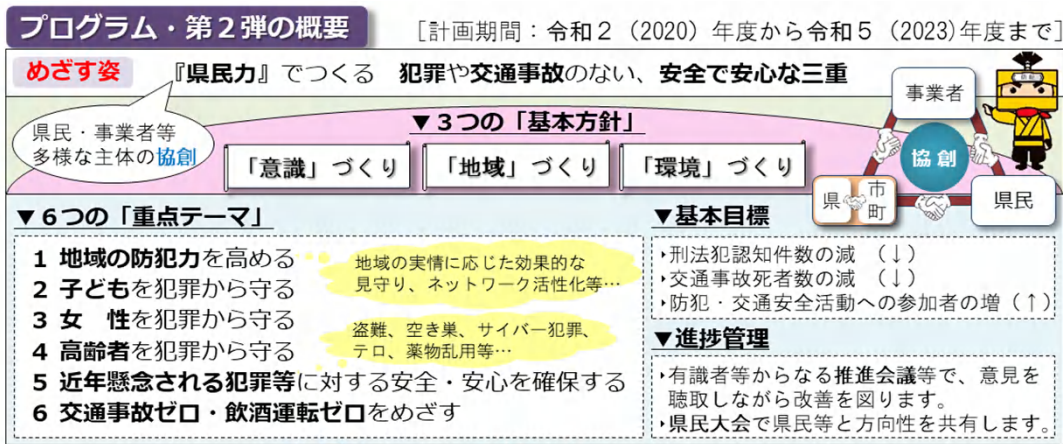 プログラム・第２弾の概要
［計画期間：令和２（2020）年度から令和５（2023)年度まで］
めざす姿
『県民力』でつくる　犯罪や交通事故のない、安全で安心な三重
県民・事業者等
多様な主体の協創
▼３つの「基本方針」
「意識」づくり
「地域」づくり
「環境」づくり
事業者
協創
県
市
町
県民
▼６つの「重点テーマ」
1 地域の防犯力を高める
2 子どもを犯罪から守る
3 女　性を犯罪から守る
4 高齢者を犯罪から守る
5 近年懸念される犯罪等に対する安全・安心を確保する
6 交通事故ゼロ・飲酒運転ゼロをめざす
地域の実情に応じた効果的な
見守り、ネットワーク活性化等…
盗難、空き巣、サイバー犯罪、
テロ、薬物乱用等…
▼基本目標
・刑法犯認知件数の減　（↓）
・交通事故死者数の減　（↓）
・防犯・交通安全活動への参加者の増（↑）
▼進捗管理
・有識者等からなる推進会議等で、意見を
聴取しながら改善を図ります。
・県民大会で県民等と方向性を共有します。